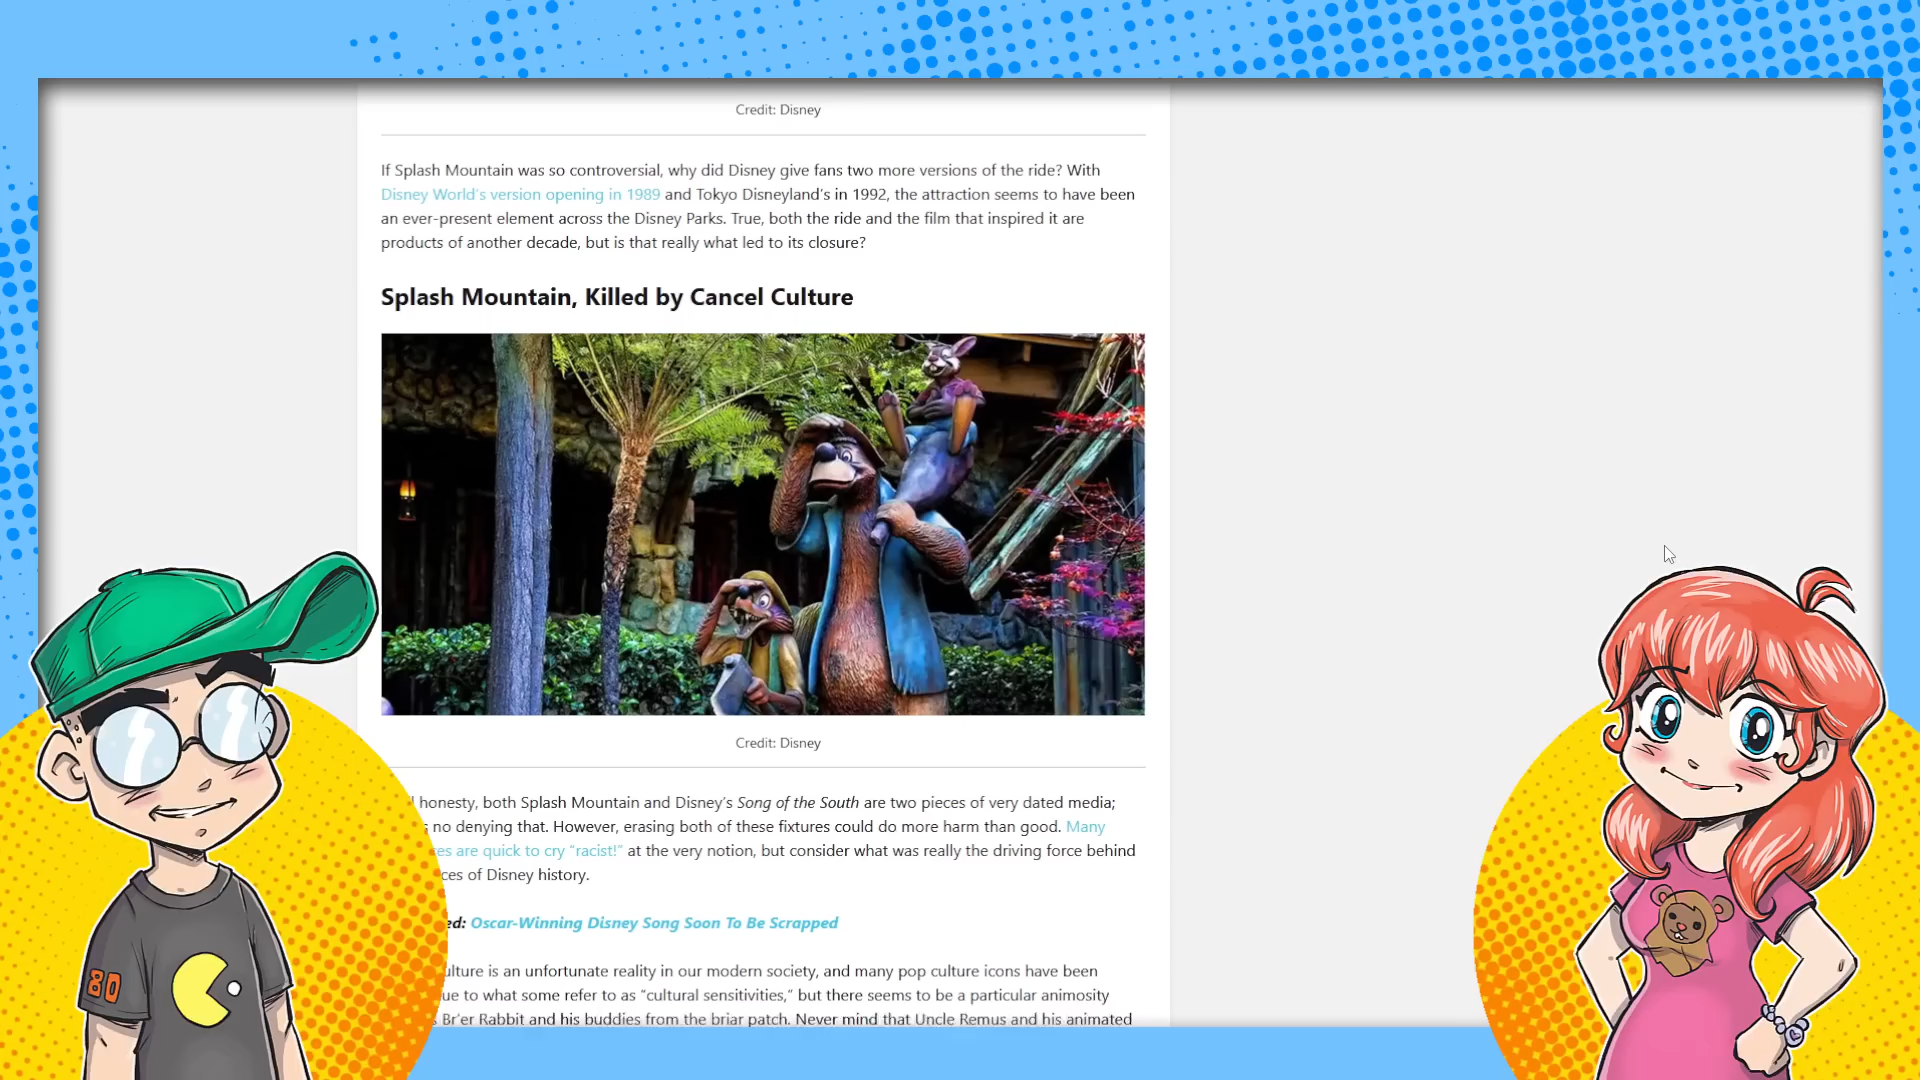 Credit: Disney
If Splash Mountain was so controversial, why did Disney give fans two more versions of the ride? With
Disney World's version opening in 1989 and Tokyo Disneyland's in 1992, the attraction seems to have been
an ever-present element across the Disney Parks. True, both the ride and the film that inspired it are
products of another decade, but is that really what led to its closure?
Splash Mountain, Killed by Cancel Culture
Credit: Disney
honesty, both Splash Mountain and Disney's Song of the South are two pieces of very dated media;
no denying that. However, erasing both of these fixtures could do more harm than good. Many
are quick to cry "racist!" at the very notion, but consider what was really the driving force behind
of Disney history.
Oscar-Winning Disney Song Soon To Be Scrapped
is an unfortunate reality in our modern society, and many pop culture icons have been
to what some refer to as "cultural sensitivities," but there seems to be a particular animosity
Br'er Rabbit and his buddies from the briar patch. Never mind that Uncle Remus and his animated
80